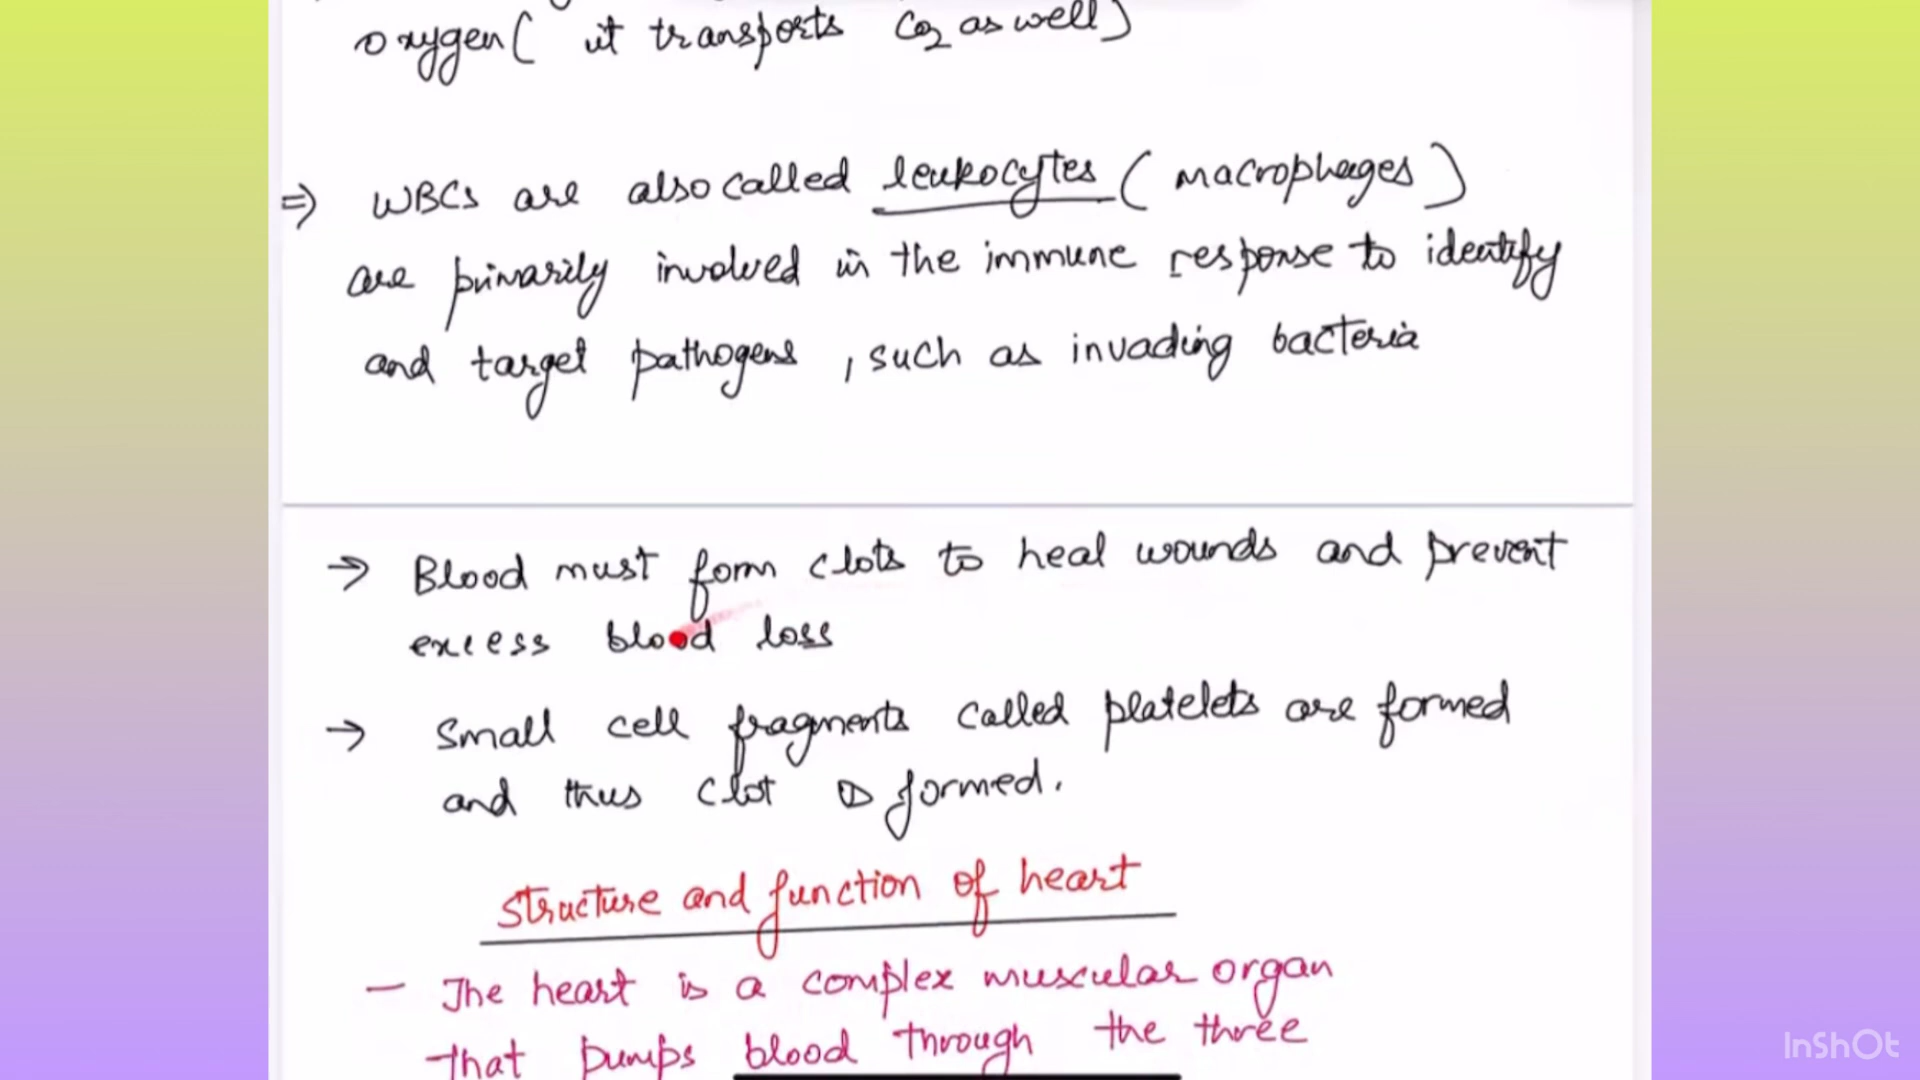 oxygen( it transports CO2 as well)
⇒ WBCs are also called leukocytes (macrophages)
are primarily involved in the immune response to identify
and target pathogens, such as invading bacteria
→ Blood must form clots to heal wounds and prevent
excess blood loss
→ Small cell fragments called platelets are formed
and thus clot is formed.
Structure and function of heart
- The heart is a complex muscular organ
that pumps blood through the three
InShOt